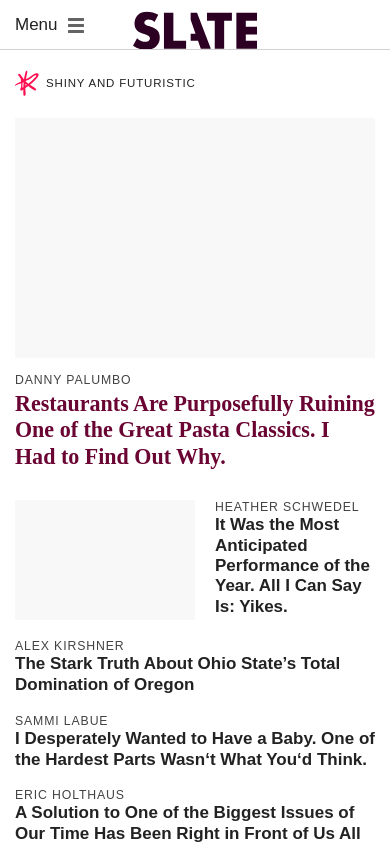 Menu
SLATE
SHINY AND FUTURISTIC
DANNY PALUMBO
Restaurants Are Purposefully Ruining
One of the Great Pasta Classics. I
Had to Find Out Why.
HEATHER SCHWEDEL
It Was the Most
Anticipated
Performance of the
Year. All I Can Say
Is: Yikes.
ALEX KIRSHNER
The Stark Truth About Ohio State’s Total
Domination of Oregon
SAMMI LABUE
I Desperately Wanted to Have a Baby. One of
the Hardest Parts Wasn‘t What You‘d Think.
ERIC HOLTHAUS
A Solution to One of the Biggest Issues of
Our Time Has Been Right in Front of Us All